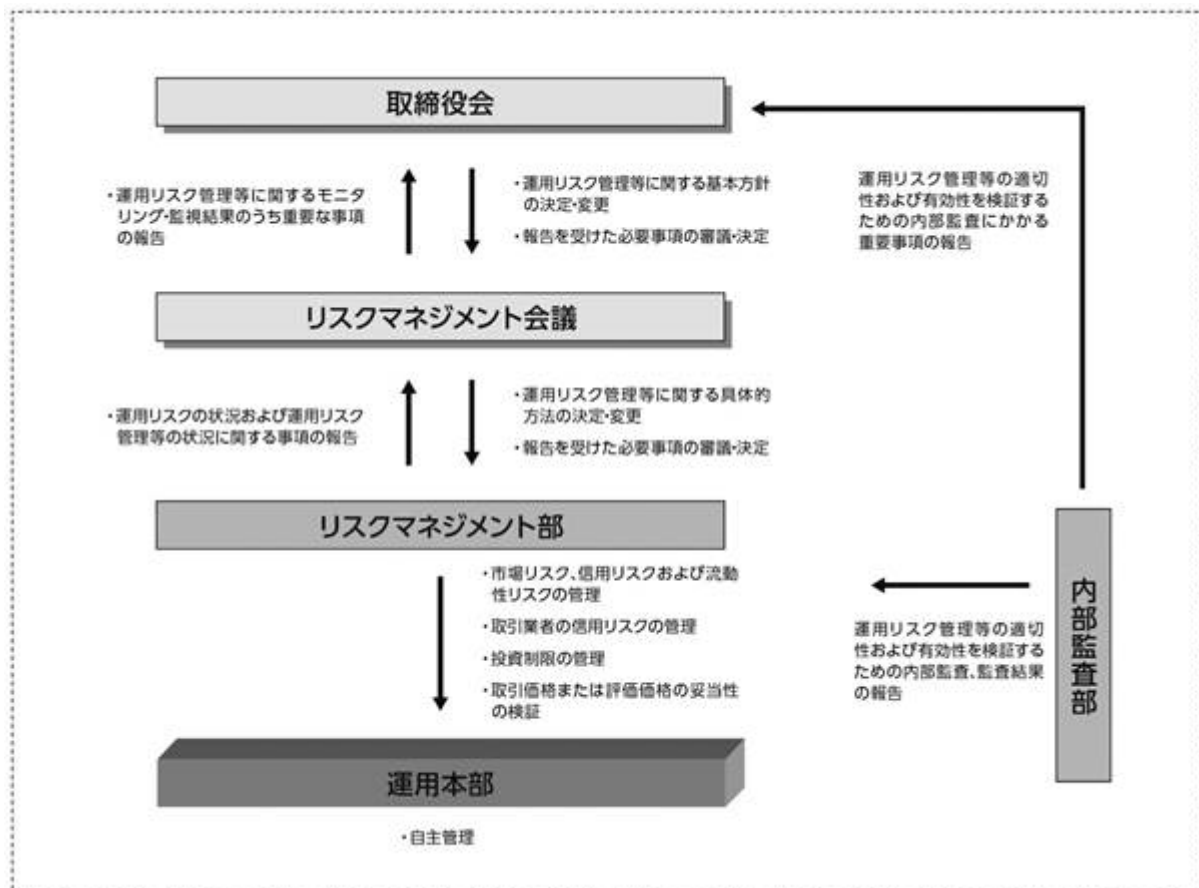 取締役会
・運用リスク管理等に関するモニタ
リング・監視結果のうち重要な事項
の報告
・運用リスク管理等に関する基本方針
の決定・変更
・報告を受けた必要事項の審議・決定
運用リスク管理等の適切
性および有効性を検証する
ための内部監査にかかる
重要事項の報告
リスクマネジメント会議
・運用リスクの状況および運用リスク
管理等の状況に関する事項の報告
・運用リスク管理等に関する具体的
方法の決定・変更
・報告を受けた必要事項の審議・決定
リスクマネジメント部
・市場リスク、信用リスクおよび流動
性リスクの管理
・取引業者の信用リスクの管理
・投資制限の管理
・取引価格または評価価格の妥当性
の検証
運用リスク管理等の適切
性および有効性を検証する
ための内部監査、監査結果
の報告
内部監査部
運用本部
・自主管理